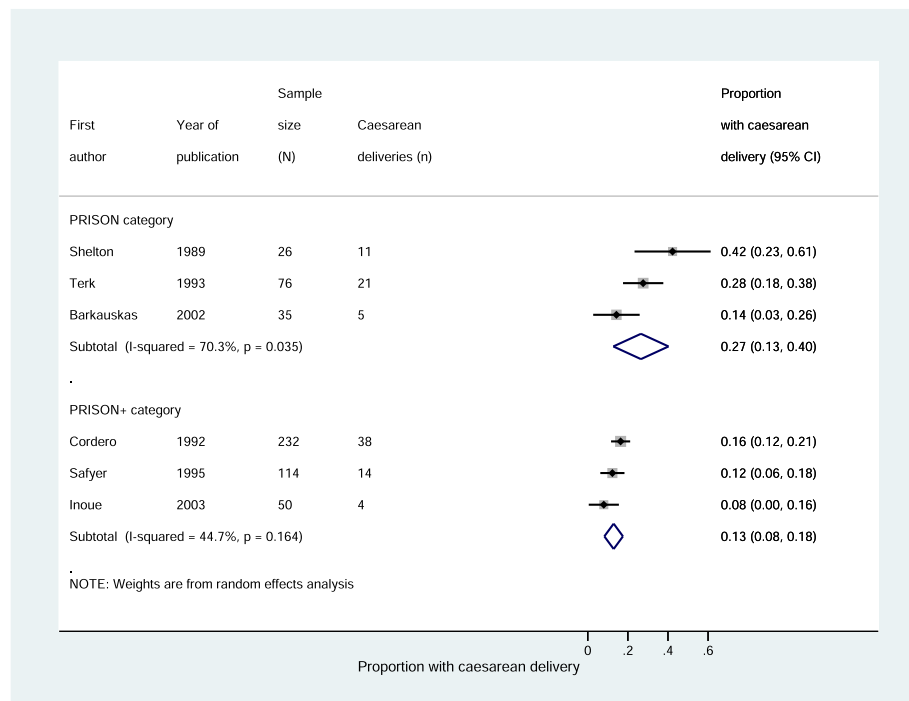 Sample Proportion
First Year of size Caesarean with caesarean
author publication (N) deliveries (n) delivery (95% CI)
PRISON category
Shelton 1989 26 11 0.42 (0.23, 0.61)
Terk 1993 76 21 0.28 (0.18, 0.38)
Barkauskas 2002 35 5 0.14 (0.03, 0.26)
Subtotal (I-squared = 70.3%, p = 0.035) 0.27 (0.13, 0.40)
.
PRISON+ category
Cordero 1992 232 38 0.16 (0.12, 0.21)
Safyer 1995 114 14 0.12 (0.06, 0.18)
Inoue 2003 50 4 0.08 (0.00, 0.16)
Subtotal (I-squared = 44.7%, p = 0.164) 0.13 (0.08, 0.18)
.
NOTE: Weights are from random effects analysis
0 .2 .4 .6
Proportion with caesarean delivery